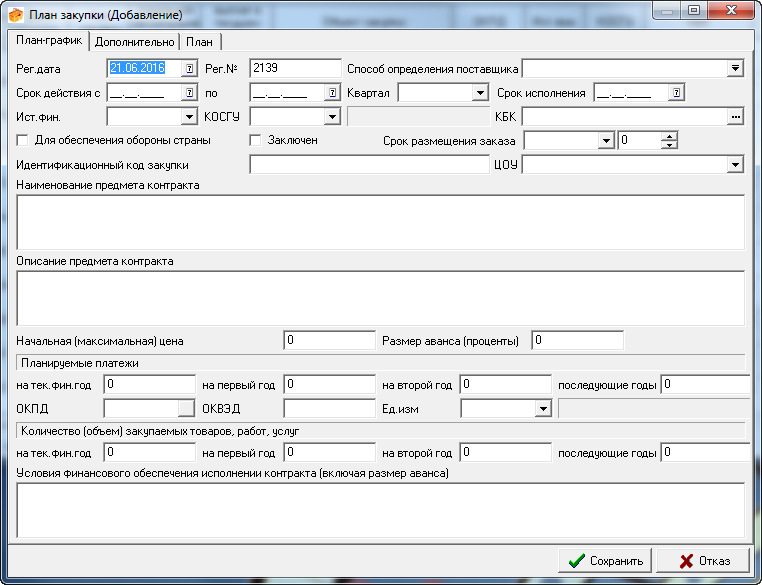 План закупки (Добавление)
План-график Дополнительно План
Рег.дата 21.06.2016 Рег.№ 2139 Способ определения поставщика
Срок действия с __.__.____ по __.__.____ Квартал Срок исполнения __.__.____
Ист.фин. КОСГУ КБК ...
Для обеспечения обороны страны Заключен Срок размещения заказа 0
Идентификационный код закупки ЦОУ
Наименование предмета контракта
Описание предмета контракта
Начальная (максимальная) цена 0 Размер аванса (проценты) 0
Планируемые платежи
на тек.фин.год 0 на первый год 0 на второй год 0 последующие годы 0
ОКПД ОКВЭД Ед.изм
Количество (объем) закупаемых товаров, работ, услуг
на тек.фин.год 0 на первый год 0 на второй год 0 последующие годы 0
Условия финансового обеспечения исполнении контракта (включая размер аванса)
Сохранить Отказ